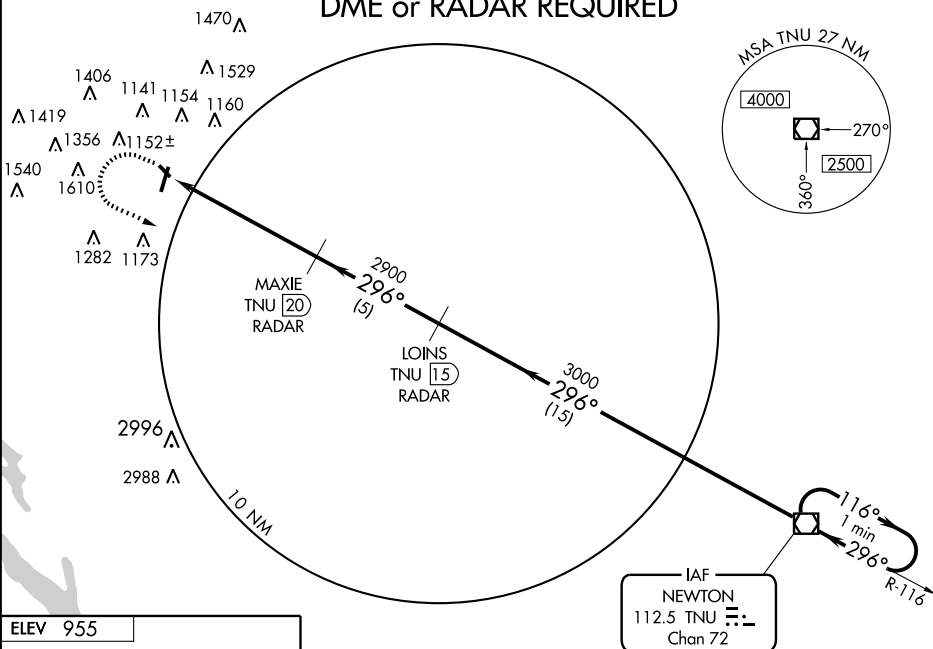 DME or RADAR REQUIRED
1470
1529
1406
1141
1154
1160
1419
1356
1152±
1540
1610
1282
1173
MSA TNU 27 NM
4000
270°
2500
360°
2900
296°
(5)
MAXIE
TNU 20
RADAR
LOINS
TNU 15
RADAR
3000
296°
(15)
2996
2988
10 NM
116°
1 min
296°
R-116
IAF
NEWTON
112.5 TNU
Chan 72
ELEV 955